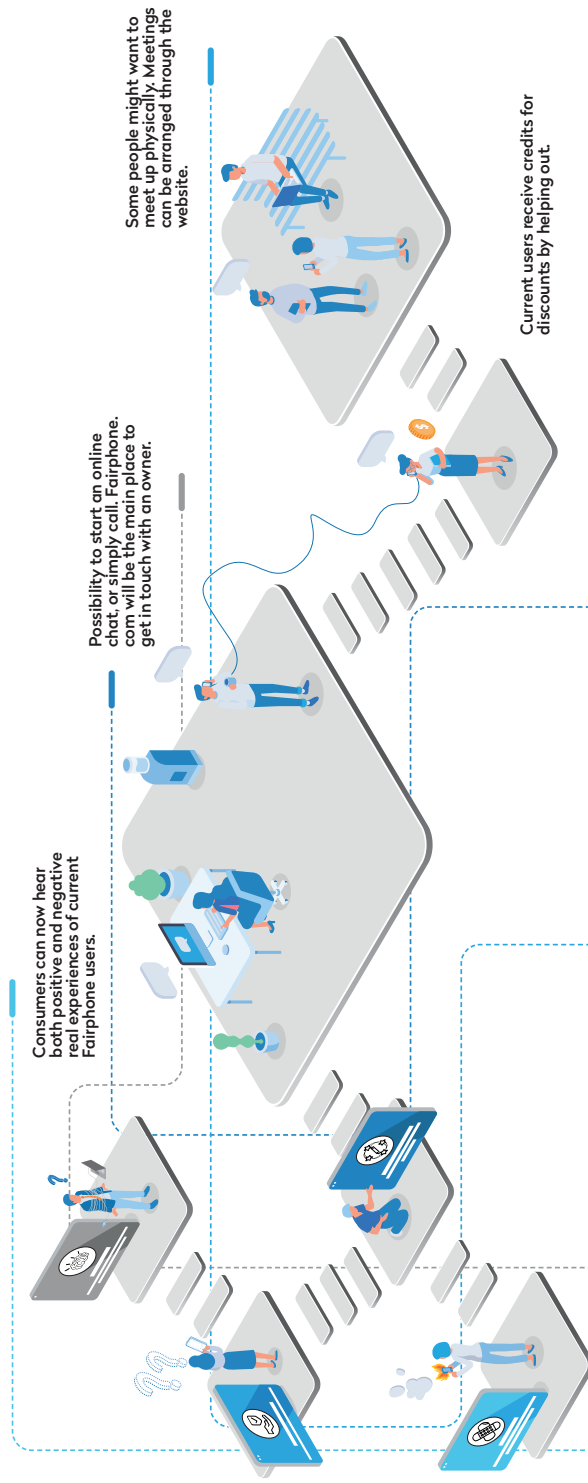 Consumers can now hear
both positive and negative
real experiences of current
Fairphone users.
Possibility to start an online
chat, or simply call. Fairphone.
com will be the main place to
get in touch with an owner.
Some people might want to
meet up physically. Meetings
can be arranged through the
website.
Current users receive credits for
discounts by helping out.